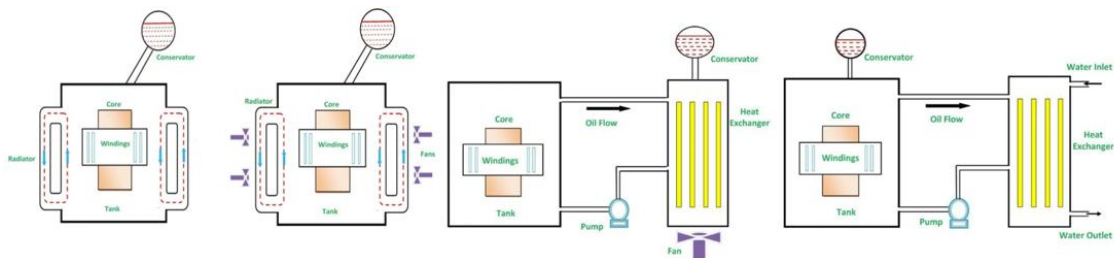 Conservator
Core
Radiator
Windings
Tank
Conservator
Radiator
Core
Windings
Fans
Tank
Conservator
Oil Flow
Heat
Exchanger
Core
Windings
Tank
Pump
Fan
Conservator
Water Inlet
Oil Flow
Core
Heat
Exchanger
Windings
Tank
Pump
Water Outlet